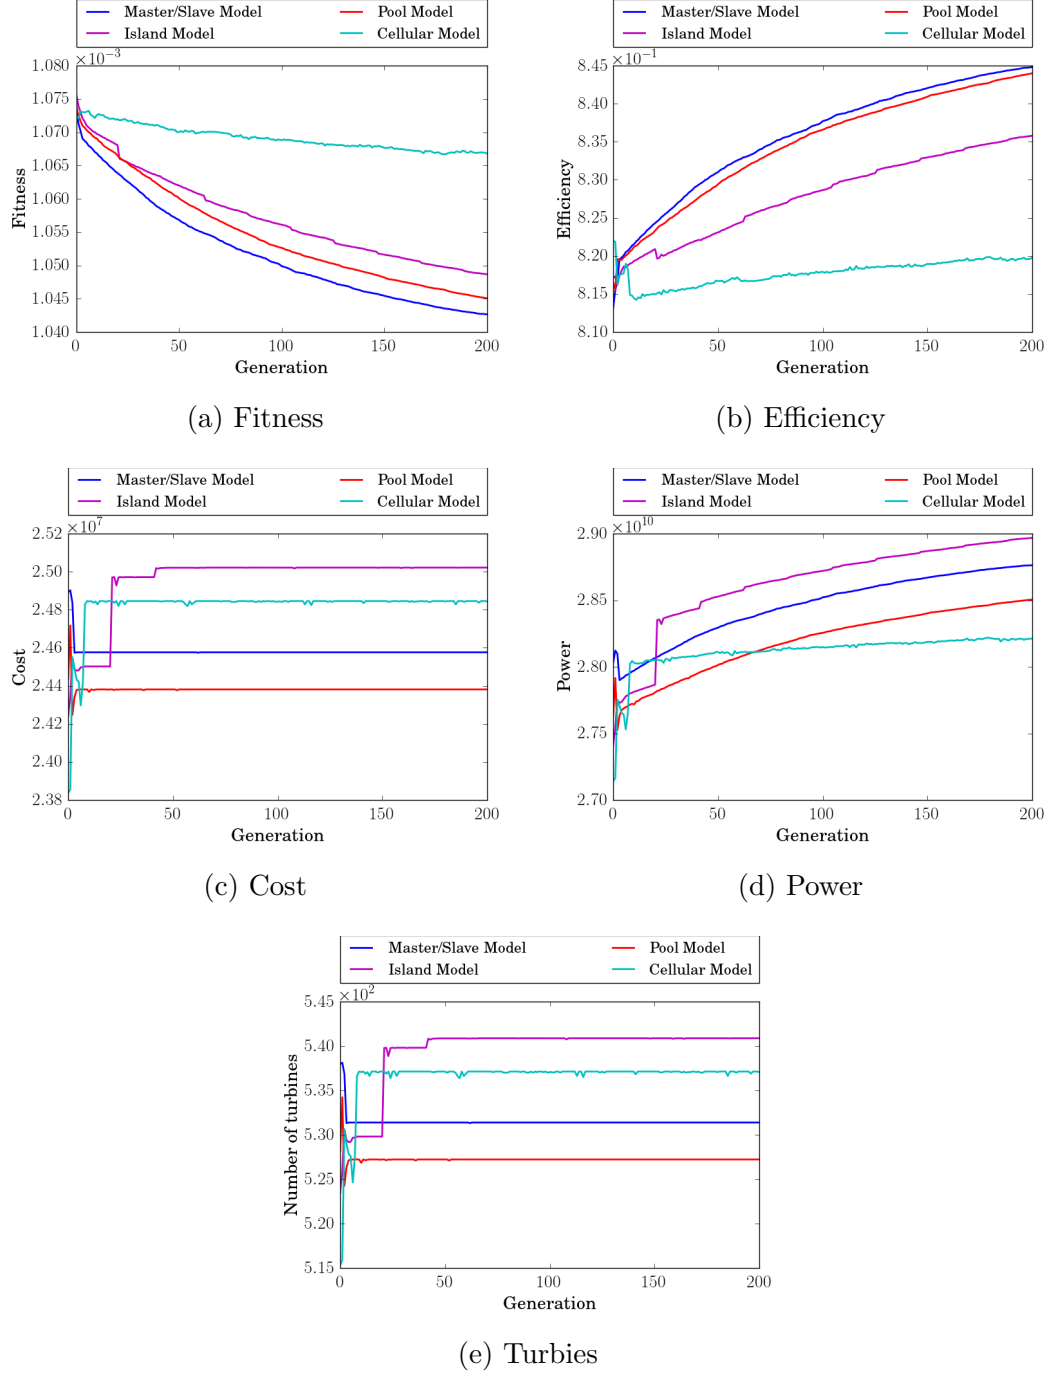 Master/Slave Model
Pool Model
Island Model
Cellular Model
×10⁻³
1.080
1.075
1.070
1.065
1.060
1.055
1.050
1.045
1.040
Fitness
0 50 100 150 200
Generation
(a) Fitness
Master/Slave Model
Pool Model
Island Model
Cellular Model
×10⁻¹
8.45
8.40
8.35
8.30
8.25
8.20
8.15
8.10
Efficiency
0 50 100 150 200
Generation
(b) Efficiency
Master/Slave Model
Pool Model
Island Model
Cellular Model
×10⁷
2.52
2.50
2.48
2.46
2.44
2.42
2.40
2.38
Cost
0 50 100 150 200
Generation
(c) Cost
Master/Slave Model
Pool Model
Island Model
Cellular Model
×10¹⁰
2.90
2.85
2.80
2.75
2.70
Power
0 50 100 150 200
Generation
(d) Power
Master/Slave Model
Pool Model
Island Model
Cellular Model
×10²
5.45
5.40
5.35
5.30
5.25
5.20
5.15
Number of turbines
0 50 100 150 200
Generation
(e) Turbies